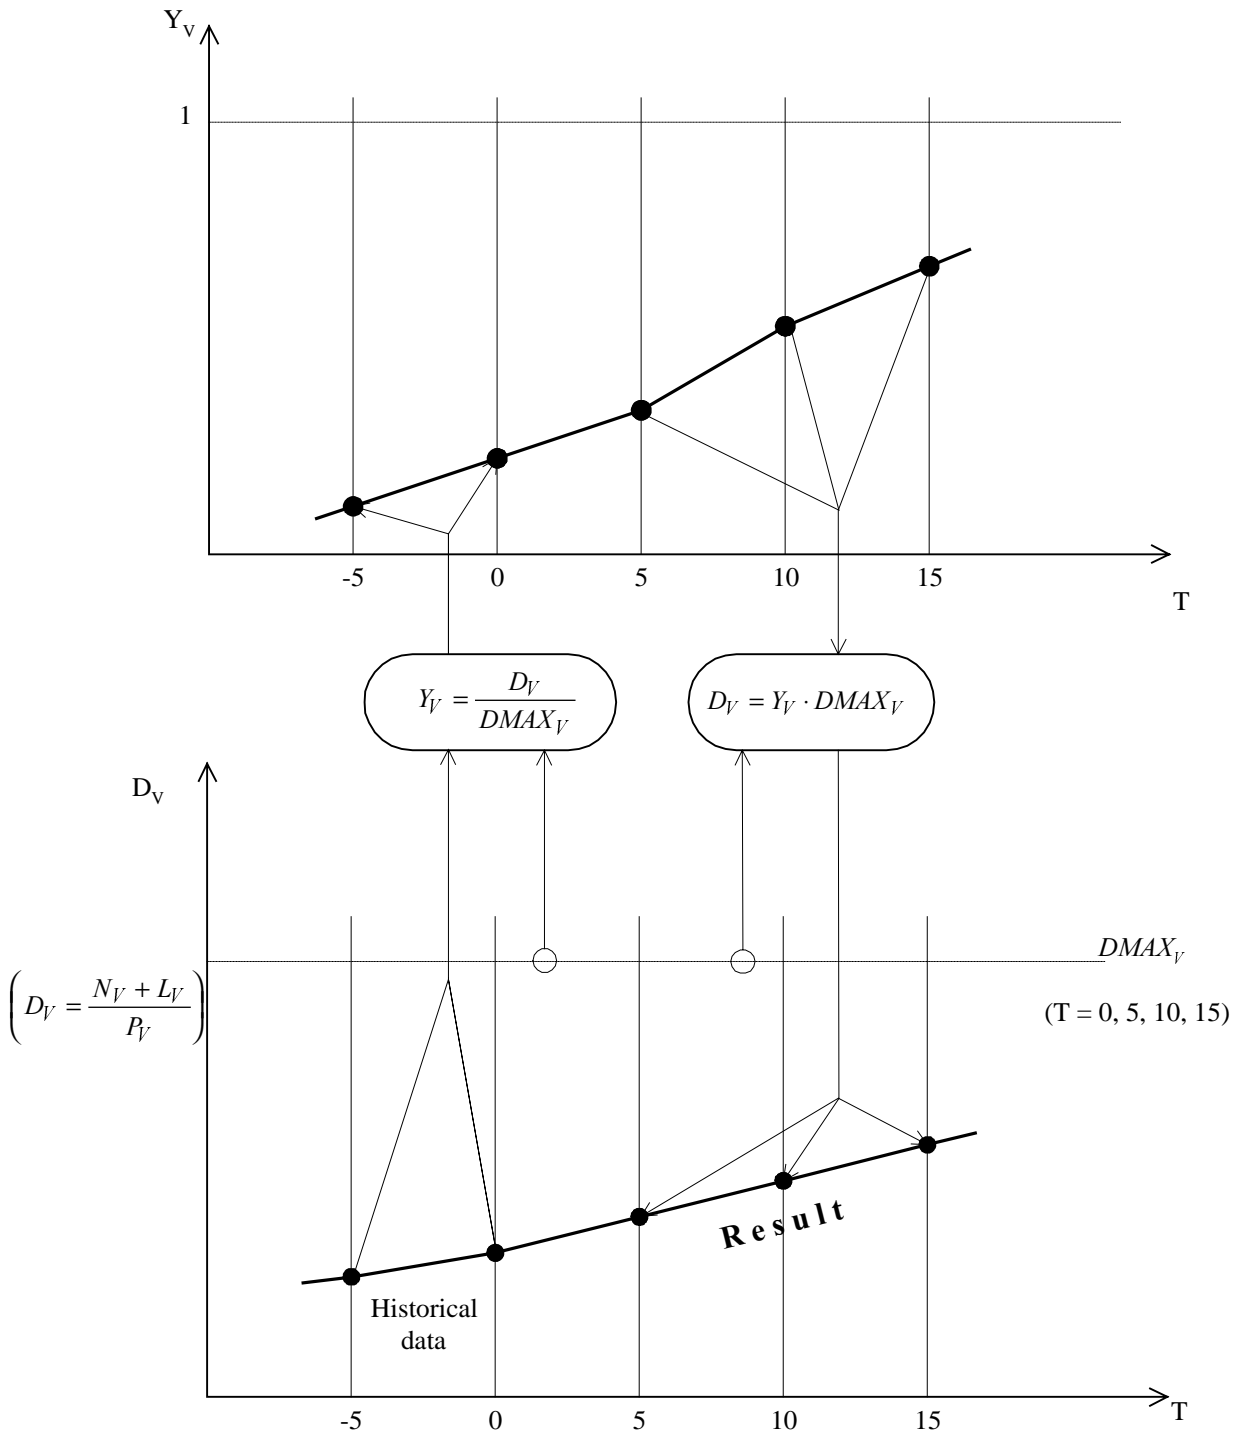 Y_V
1
-5 0 5 10 15
T
Y_V = D_V / DMAX_V
D_V = Y_V · DMAX_V
D_V
DMAX_V
(D_V = (N_V + L_V) / P_V)
(T = 0, 5, 10, 15)
Result
Historical
data
-5 0 5 10 15
T